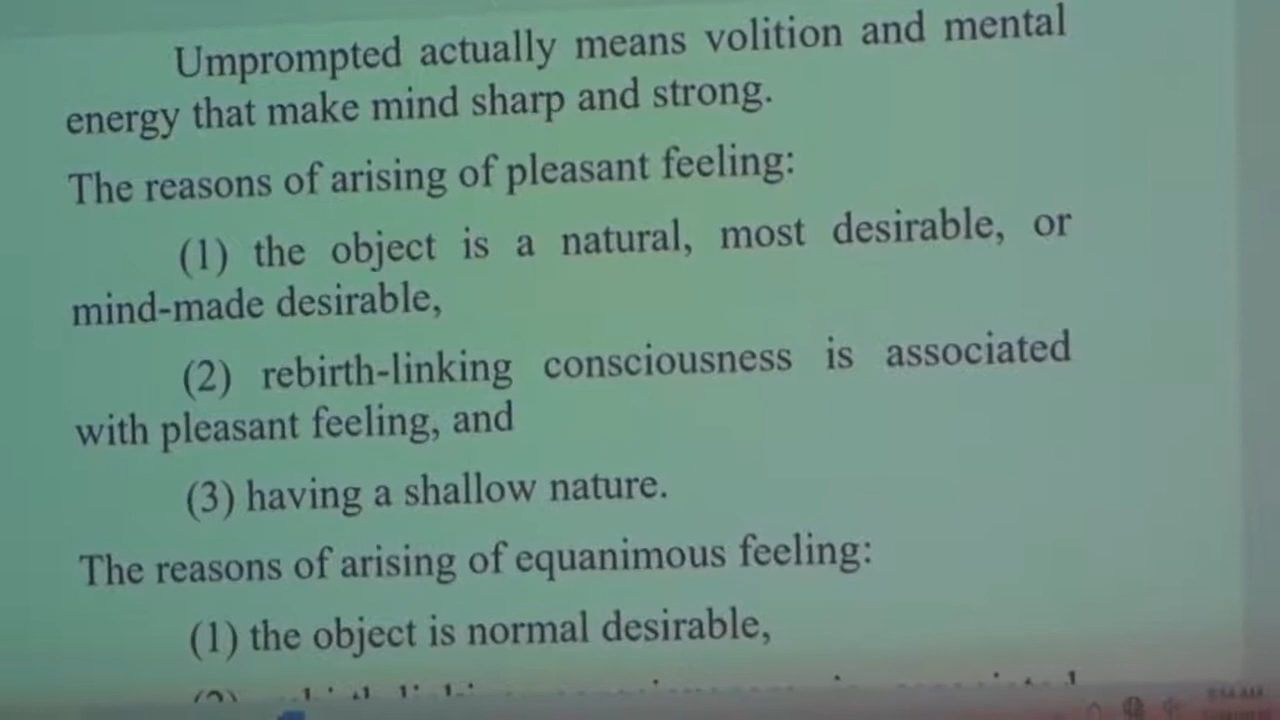 Umprompted actually means volition and mental
energy that make mind sharp and strong.
The reasons of arising of pleasant feeling:
(1) the object is a natural, most desirable, or
mind-made desirable,
(2) rebirth-linking consciousness is associated
with pleasant feeling, and
(3) having a shallow nature.
The reasons of arising of equanimous feeling:
(1) the object is normal desirable,